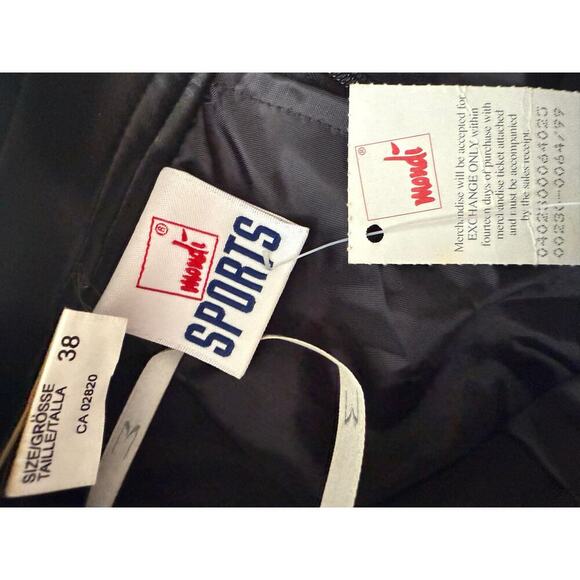 mondi
®
Merchandise will be accepted for
EXCHANGE ONLY within
fourteen days of purchase with
merchandise ticket attached
and must be accompanied
by the sales receipt.
mondi
®
SPORTS
SIZE/GRÖSSE
TAILLE/TALLA
38
CA 02820